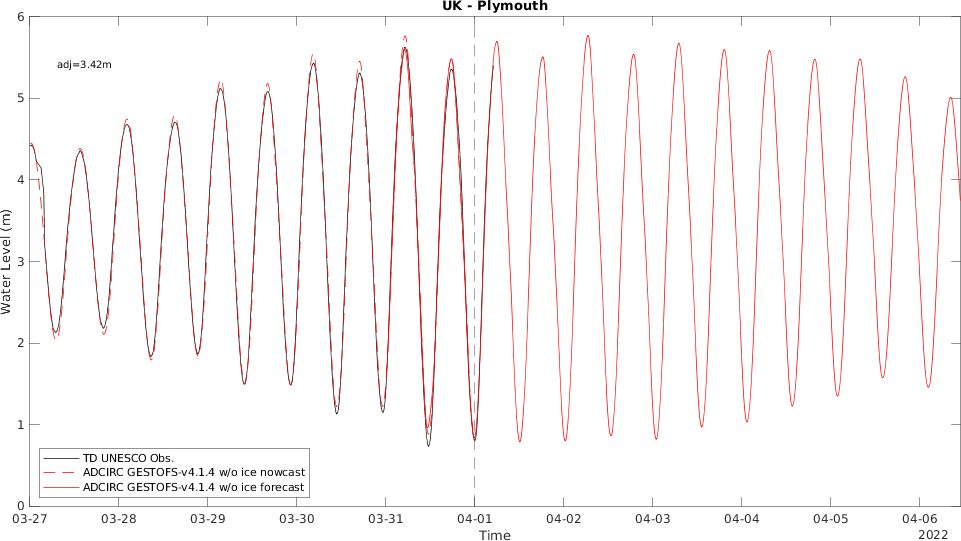 UK - Plymouth
adj=3.42m
6
5
4
3
2
1
0
Water Level (m)
TD UNESCO Obs.
ADCIRC GESTOFS-v4.1.4 w/o ice nowcast
ADCIRC GESTOFS-v4.1.4 w/o ice forecast
03-27 03-28 03-29 03-30 03-31 04-01 04-02 04-03 04-04 04-05 04-06
Time
2022